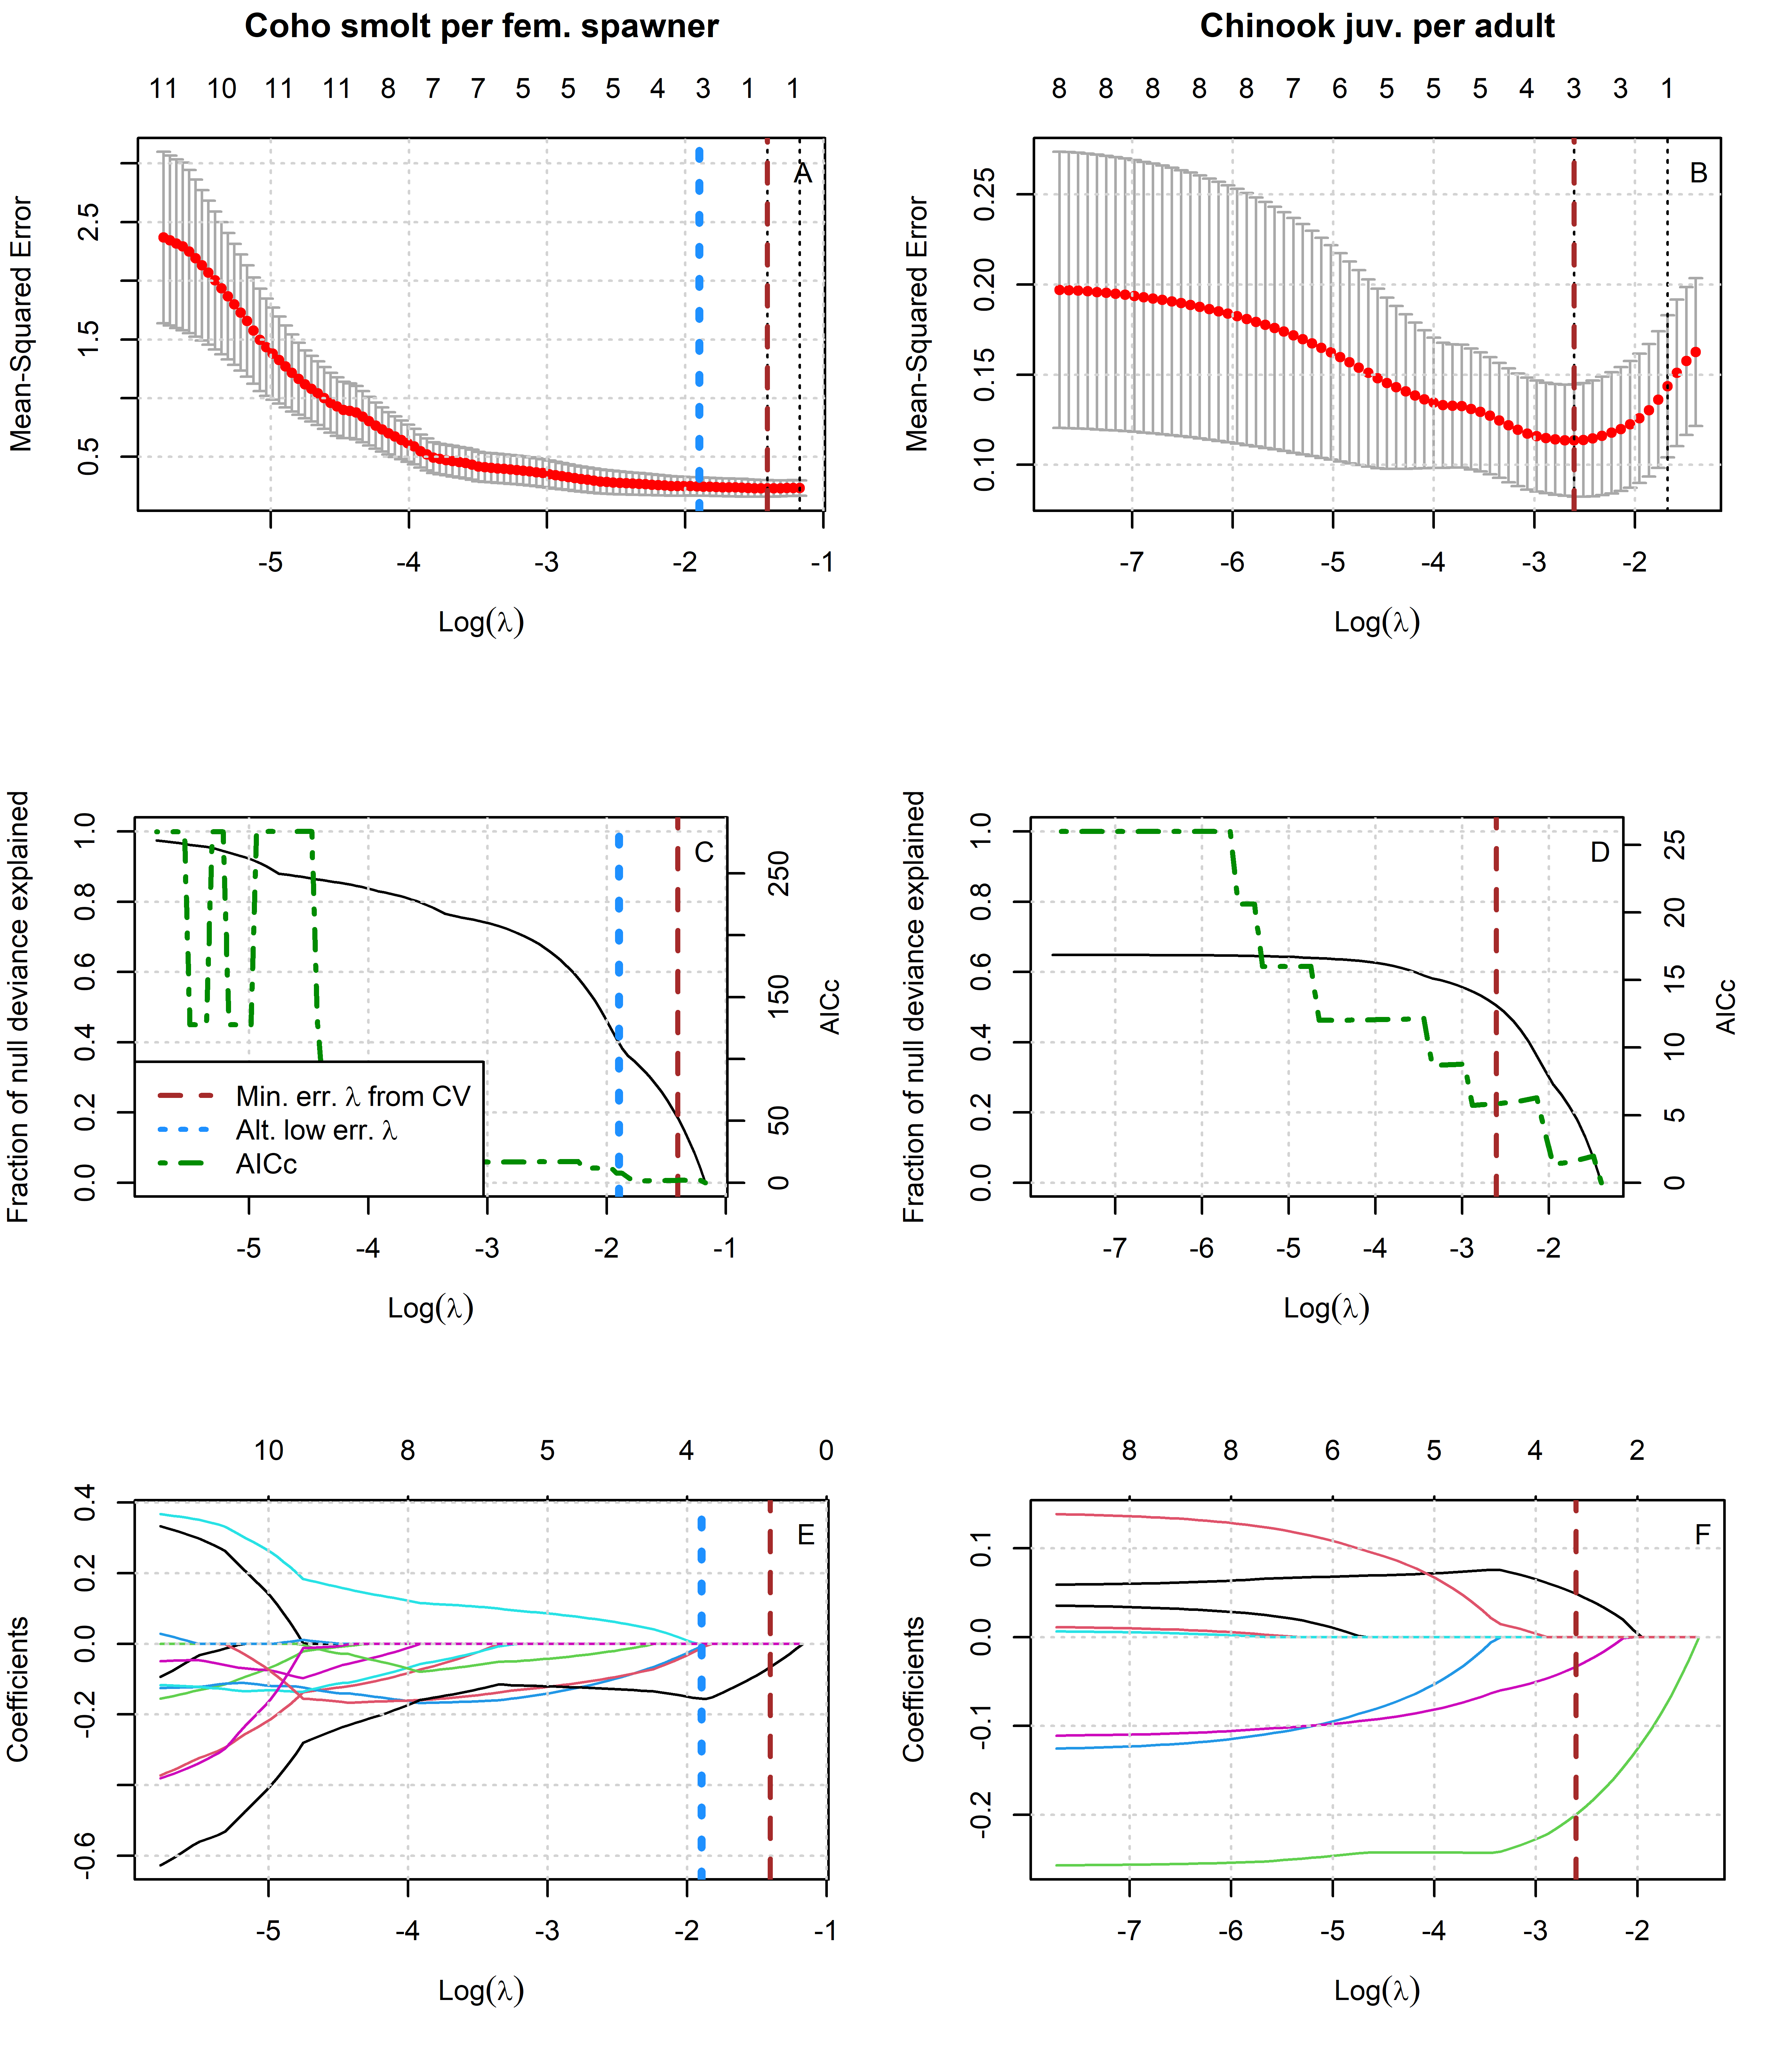 Coho smolt per fem. spawner
11 10 11 11 8 7 7 5 5 5 4 3 1 1
Mean-Squared Error
2.5
1.5
0.5
A
-5 -4 -3 -2 -1
Log(λ)
Chinook juv. per adult
8 8 8 8 8 7 6 5 5 5 4 3 3 1
Mean-Squared Error
0.25
0.20
0.15
0.10
B
-7 -6 -5 -4 -3 -2
Log(λ)
Fraction of null deviance explained
1.0
0.8
0.6
0.4
0.2
0.0
C
250
150
50
0
AICc
Min. err. λ from CV
Alt. low err. λ
AICc
-5 -4 -3 -2 -1
Log(λ)
Fraction of null deviance explained
1.0
0.8
0.6
0.4
0.2
0.0
D
25
20
15
10
5
0
AICc
-7 -6 -5 -4 -3 -2
Log(λ)
10 8 5 4 0
Coefficients
0.4
0.2
0.0
-0.2
-0.6
E
-5 -4 -3 -2 -1
Log(λ)
8 8 6 5 4 2
Coefficients
0.1
0.0
-0.1
-0.2
F
-7 -6 -5 -4 -3 -2
Log(λ)